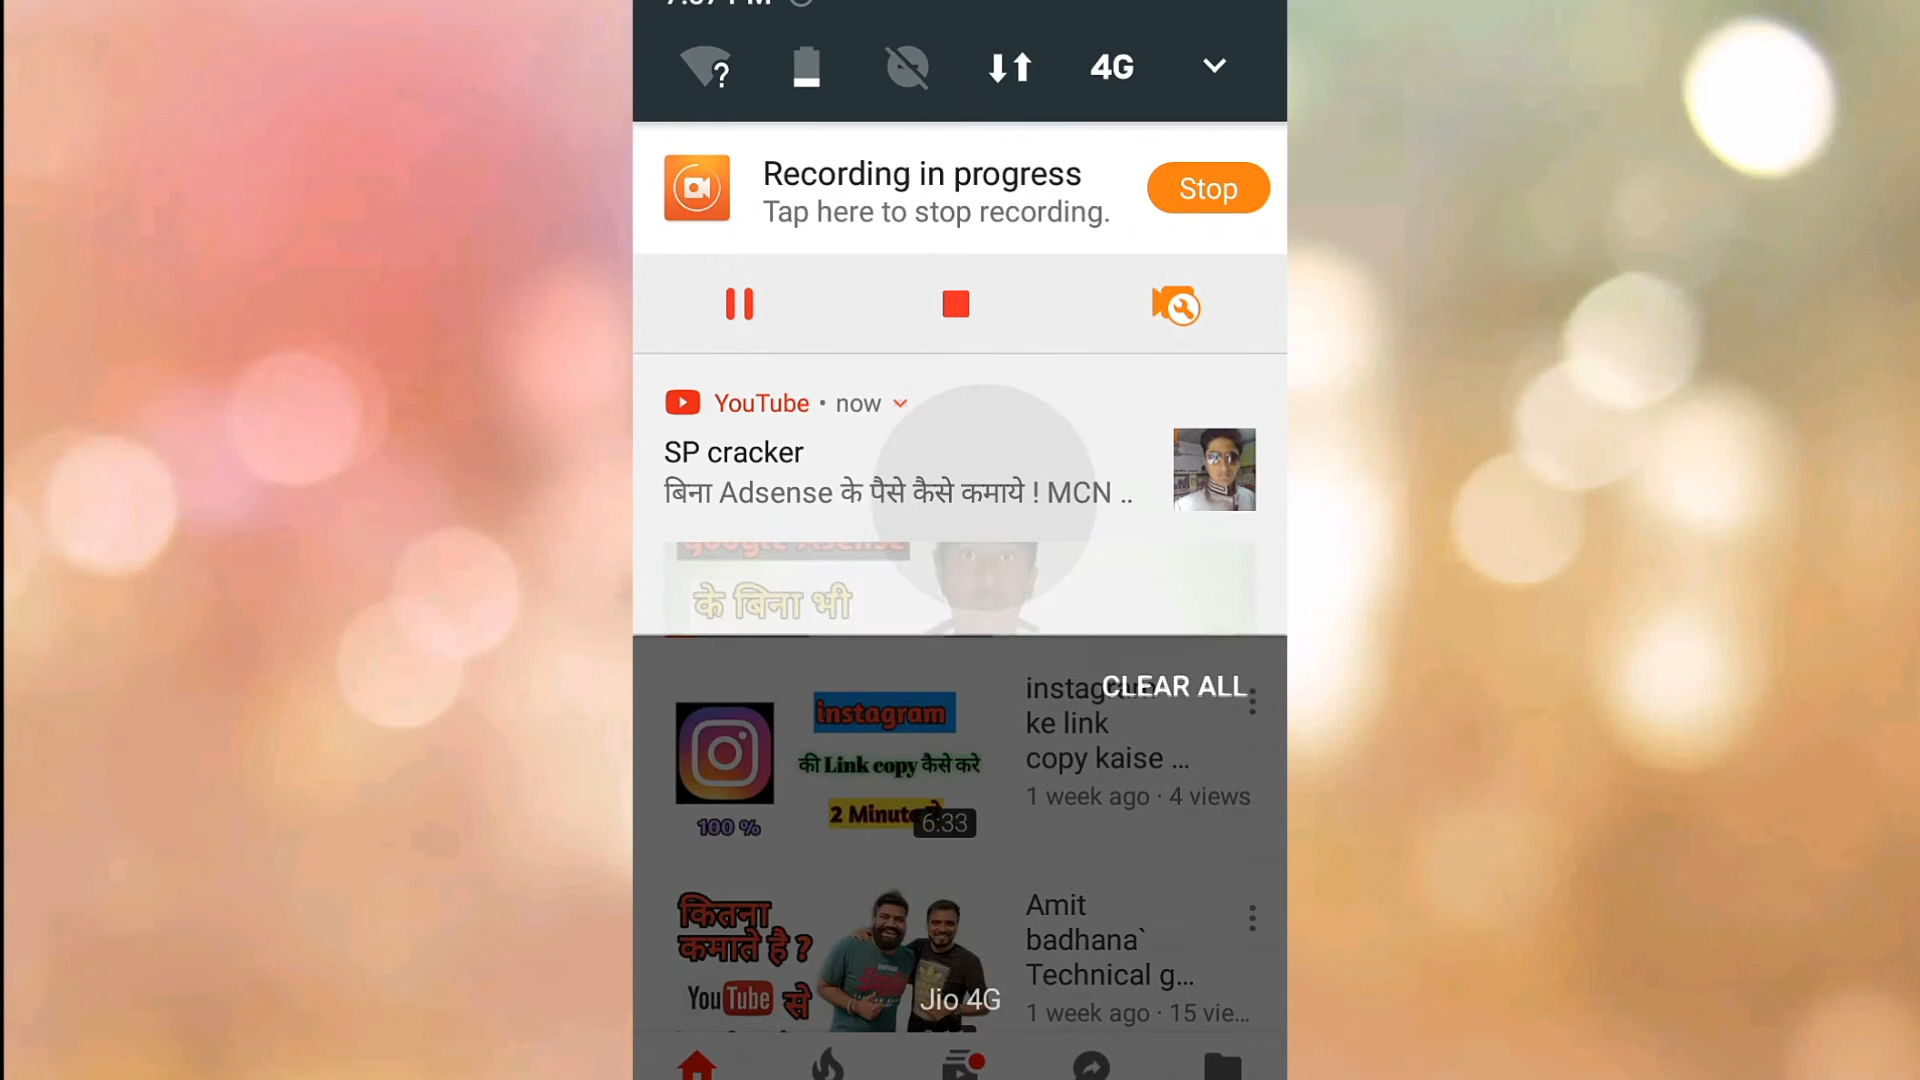 ?
4G
Recording in progress
Tap here to stop recording.
Stop
YouTube • now
SP cracker
बिना Adsense के पैसे कैसे कमाये ! MCN ..
के बिना भी
CLEAR ALL
instagram
की Link copy कैसे करे
2 Minute
6:33
100 %
ke link
copy kaise ...
1 week ago · 4 views
कितना
कमाते है ?
YouTube से
Amit
badhana`
Technical g...
1 week ago · 15 vie...
Jio 4G